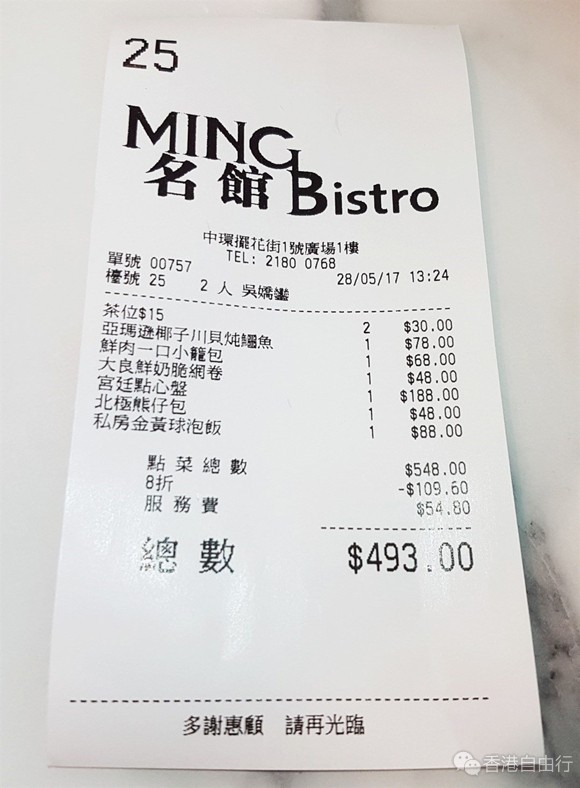 25
MING
名館 Bistro
中環擺花街1號廣場1樓
TEL: 2180 0768
單號 00757 28/05/17 13:24
檯號 25 2 人 吳嬌鑾
茶位$15 2 $30.00
亞瑪遜椰子川貝炖鱷魚 1 $78.00
鮮肉一口小籠包 1 $68.00
大良鮮奶脆網卷 1 $48.00
宮廷點心盤 1 $188.00
北極熊仔包 1 $48.00
私房金黃球泡飯 1 $88.00
點菜總數 $548.00
8折 -$109.60
服務費 $54.80
總數 $493.00
多謝惠顧 請再光臨
香港自由行